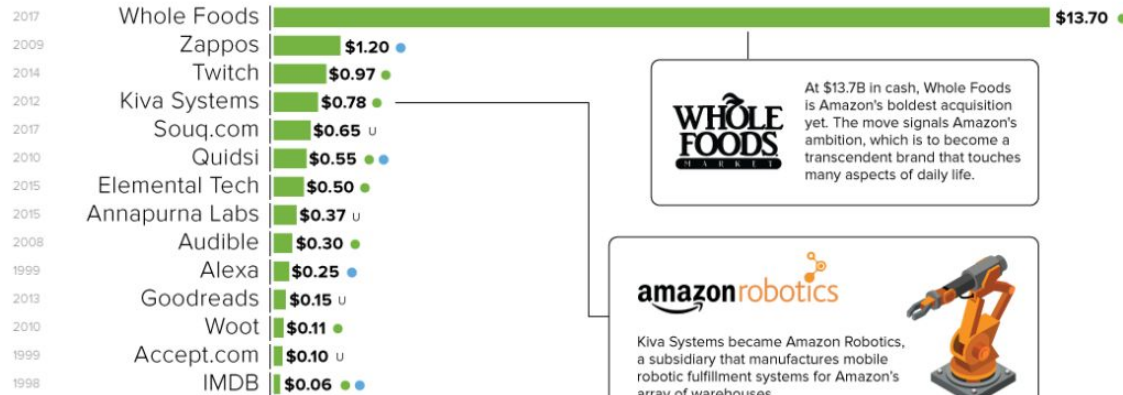 2017 Whole Foods $13.70
2009 Zappos $1.20
2014 Twitch $0.97
2012 Kiva Systems $0.78
2017 Souq.com $0.65 U
2010 Quidsi $0.55
2015 Elemental Tech $0.50
2015 Annapurna Labs $0.37 U
2008 Audible $0.30
1999 Alexa $0.25
2013 Goodreads $0.15 U
2010 Woot $0.11
1999 Accept.com $0.10 U
1998 IMDB $0.06
WHOLE
FOODS
MARKET
At $13.7B in cash, Whole Foods
is Amazon's boldest acquisition
yet. The move signals Amazon's
ambition, which is to become a
transcendent brand that touches
many aspects of daily life.
amazonrobotics
Kiva Systems became Amazon Robotics,
a subsidiary that manufactures mobile
robotic fulfillment systems for Amazon's
array of warehouses